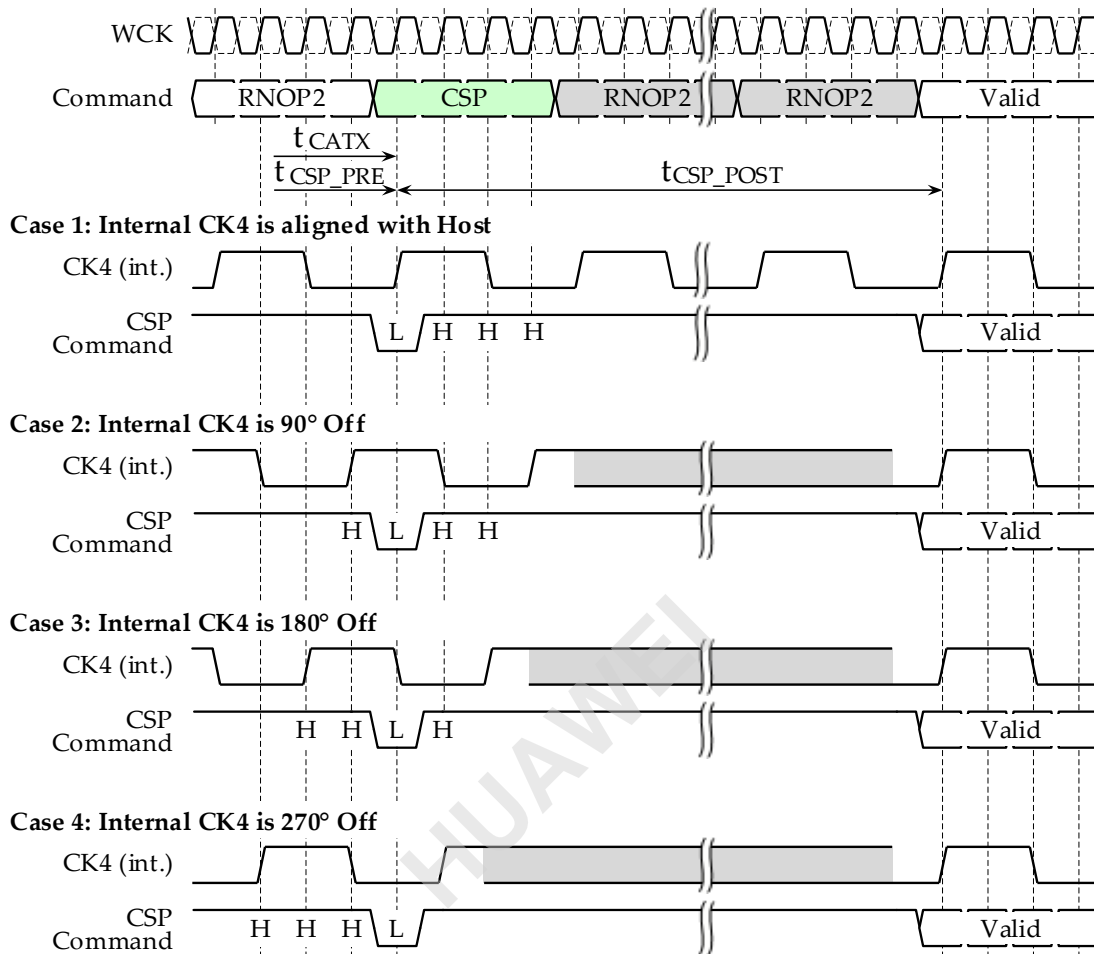 WCK
Command RNOP2 CSP RNOP2 RNOP2 Valid
tCATX
tCSP_PRE tCSP_POST
Case 1: Internal CK4 is aligned with Host
CK4 (int.)
CSP
Command L H H H Valid
Case 2: Internal CK4 is 90° Off
CK4 (int.)
CSP
Command H L H H Valid
Case 3: Internal CK4 is 180° Off
CK4 (int.)
CSP
Command H H L H Valid
Case 4: Internal CK4 is 270° Off
CK4 (int.)
CSP
Command H H H L Valid
HUAWEI